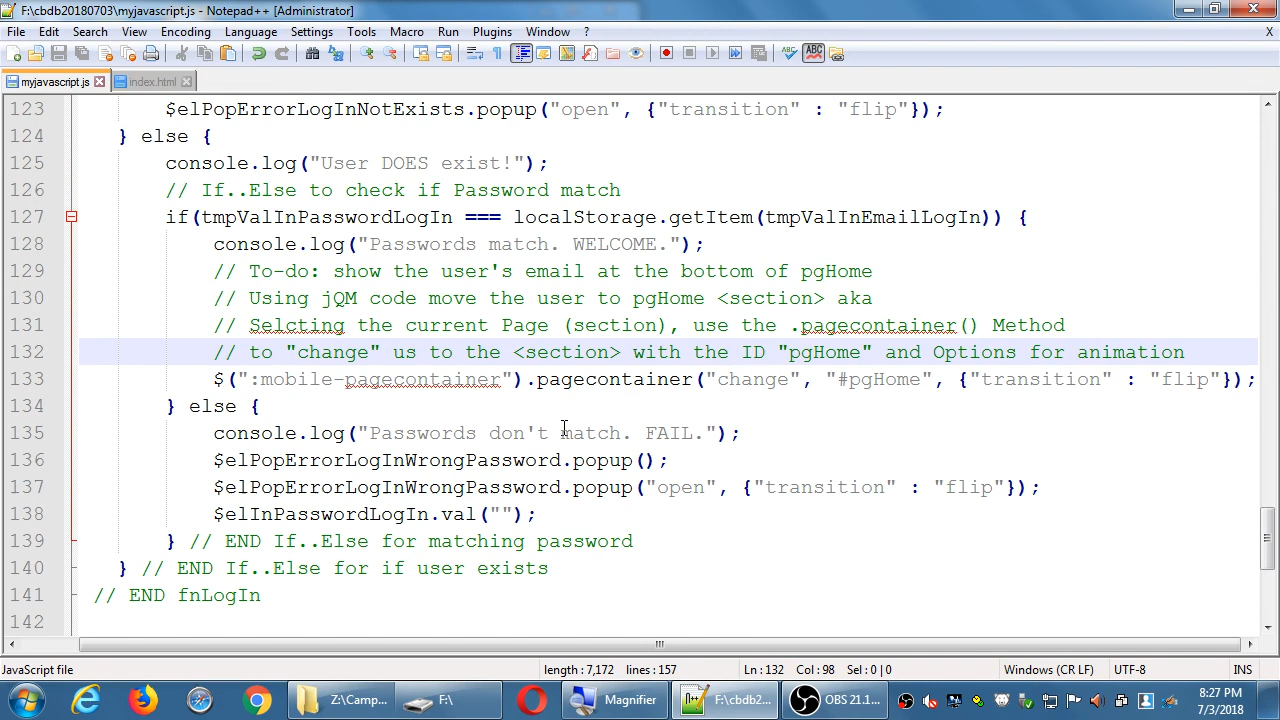 F:\cbdb20180703\myjavascript.js - Notepad++ [Administrator]
File Edit Search View Encoding Language Settings Tools Macro Run Plugins Window ? X
myjavascript.js index.html
123 $elPopErrorLogInNotExists.popup("open", {"transition" : "flip"});
124 } else {
125 console.log("User DOES exist!");
126 // If..Else to check if Password match
127 if(tmpValInPasswordLogIn === localStorage.getItem(tmpValInEmailLogIn)) {
128 console.log("Passwords match. WELCOME.");
129 // To-do: show the user's email at the bottom of pgHome
130 // Using jQM code move the user to pgHome <section> aka
131 // Selcting the current Page (section), use the .pagecontainer() Method
132 // to "change" us to the <section> with the ID "pgHome" and Options for animation
133 $(":mobile-pagecontainer").pagecontainer("change", "#pgHome", {"transition" : "flip"});
134 } else {
135 console.log("Passwords don't match. FAIL.");
136 $elPopErrorLogInWrongPassword.popup();
137 $elPopErrorLogInWrongPassword.popup("open", {"transition" : "flip"});
138 $elInPasswordLogIn.val("");
139 } // END If..Else for matching password
140 } // END If..Else for if user exists
141 // END fnLogIn
142
JavaScript file length : 7,172 lines : 157 Ln : 132 Col : 98 Sel : 0 | 0 Windows (CR LF) UTF-8 INS
Z:\Camp... F:\ Magnifier F:\cbdb2... OBS 21.1... 8:27 PM
7/3/2018